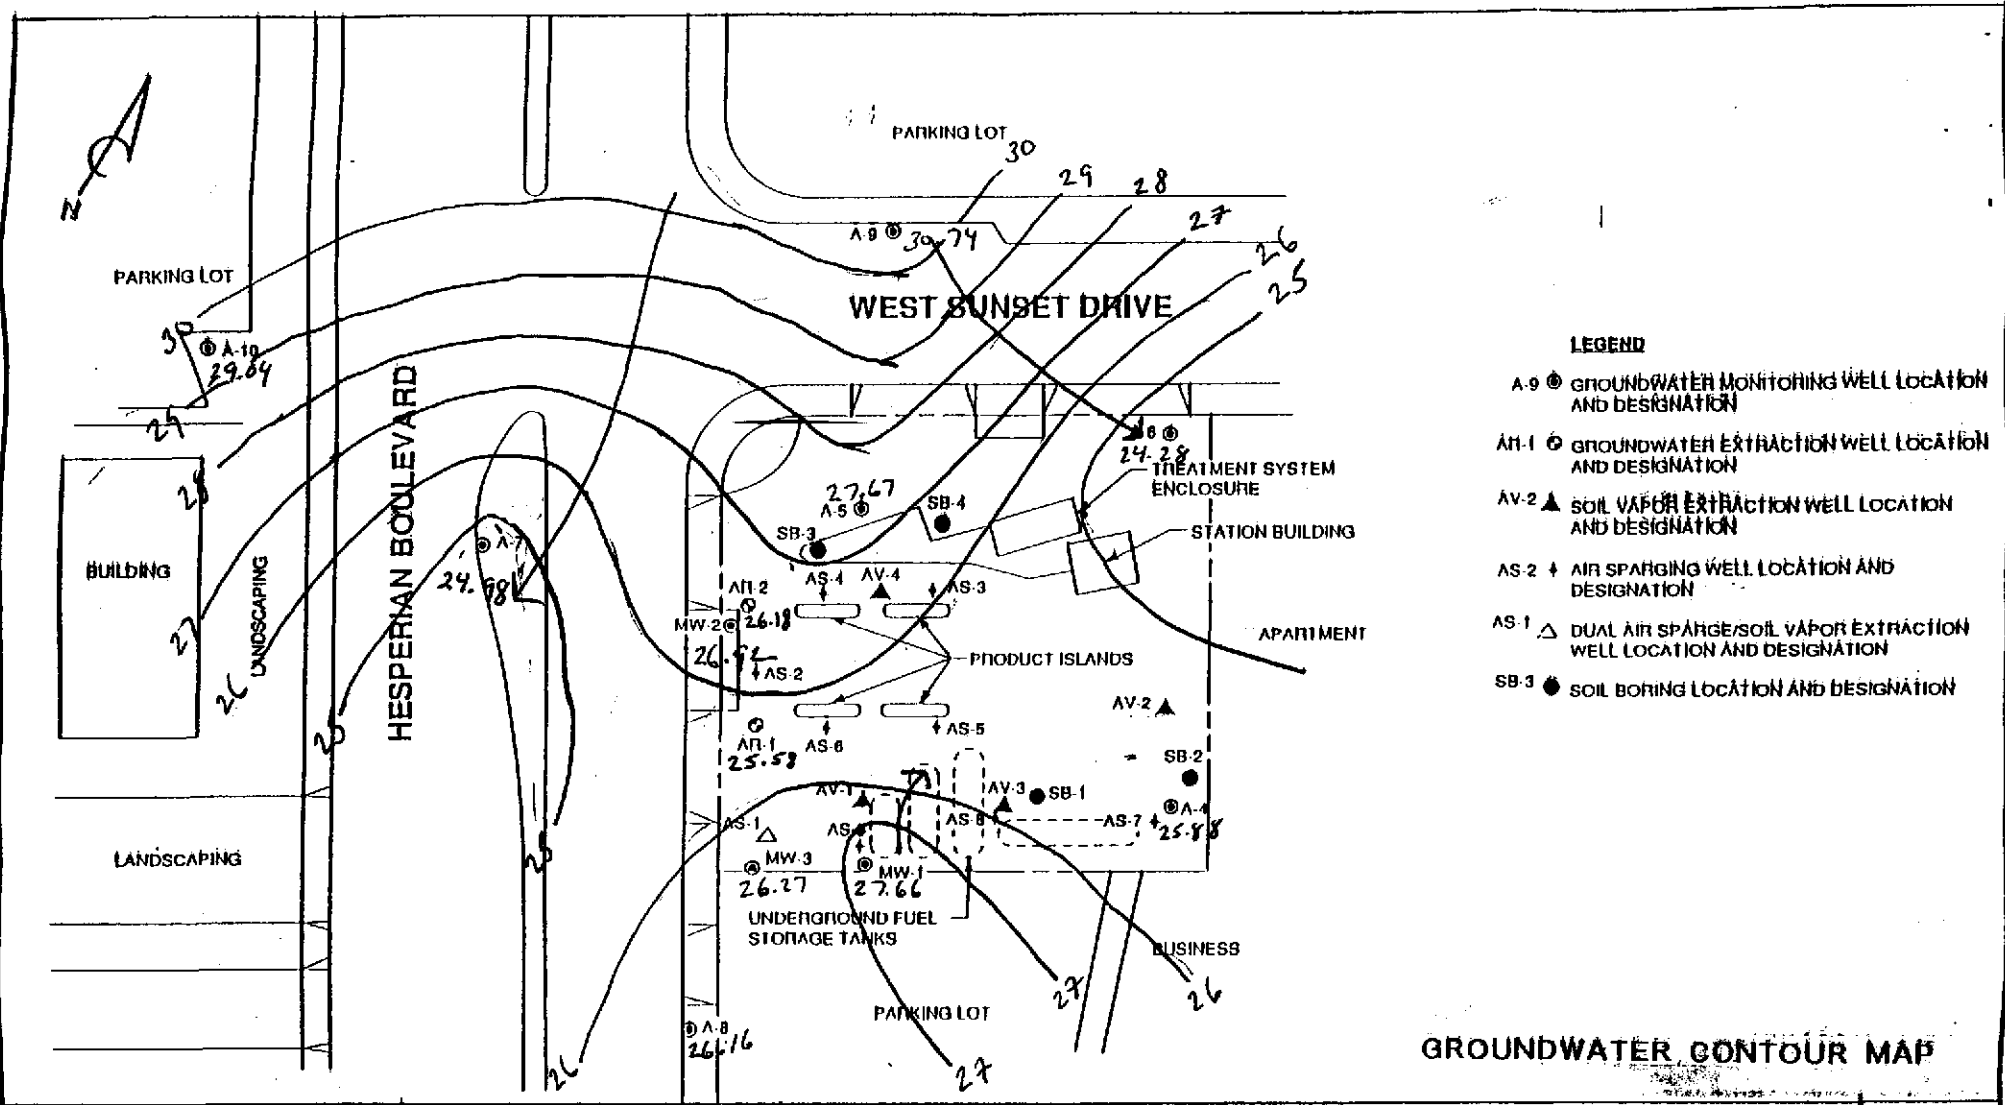 N
PARKING LOT
30
29
28
27
26
25
A-9
30.74
WEST SUNSET DRIVE
PARKING LOT
30
A-10
29.64
29
28
BUILDING
27
26
LANDSCAPING
25
HESPERIAN BOULEVARD
A-7
24.98
25
LANDSCAPING
24.28
TREATMENT SYSTEM
ENCLOSURE
STATION BUILDING
27.67
A-5
SB-4
SB-3
AS-4
AV-4
AS-3
AR-2
MW-2
26.18
26.92
AS-2
PRODUCT ISLANDS
APARTMENT
AR-1
25.58
AS-6
AS-5
AV-2
SB-2
AV-1
AV-3
SB-1
AS-1
AS-8
AS-7
A-4
25.88
MW-3
26.27
MW-1
27.66
UNDERGROUND FUEL
STORAGE TANKS
BUSINESS
27
26
PARKING LOT
A-8
26.16
26
27
LEGEND
A-9 GROUNDWATER MONITORING WELL LOCATION
AND DESIGNATION
AR-1 GROUNDWATER EXTRACTION WELL LOCATION
AND DESIGNATION
AV-2 SOIL VAPOR EXTRACTION WELL LOCATION
AND DESIGNATION
AS-2 AIR SPARGING WELL LOCATION AND
DESIGNATION
AS-1 DUAL AIR SPARGE/SOIL VAPOR EXTRACTION
WELL LOCATION AND DESIGNATION
SB-3 SOIL BORING LOCATION AND DESIGNATION
GROUNDWATER CONTOUR MAP